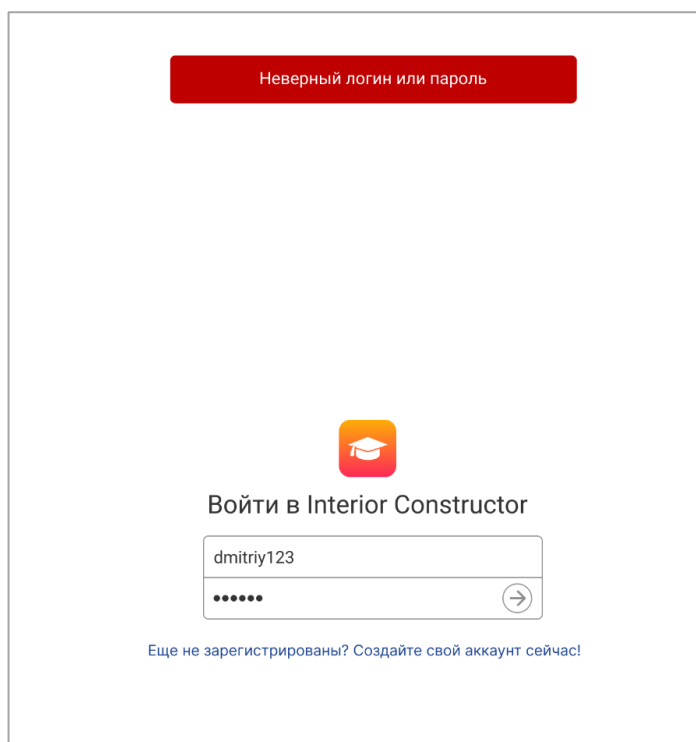 Неверный логин или пароль
Войти в Interior Constructor
dmitriy123
••••••
Еще не зарегистрированы? Создайте свой аккаунт сейчас!